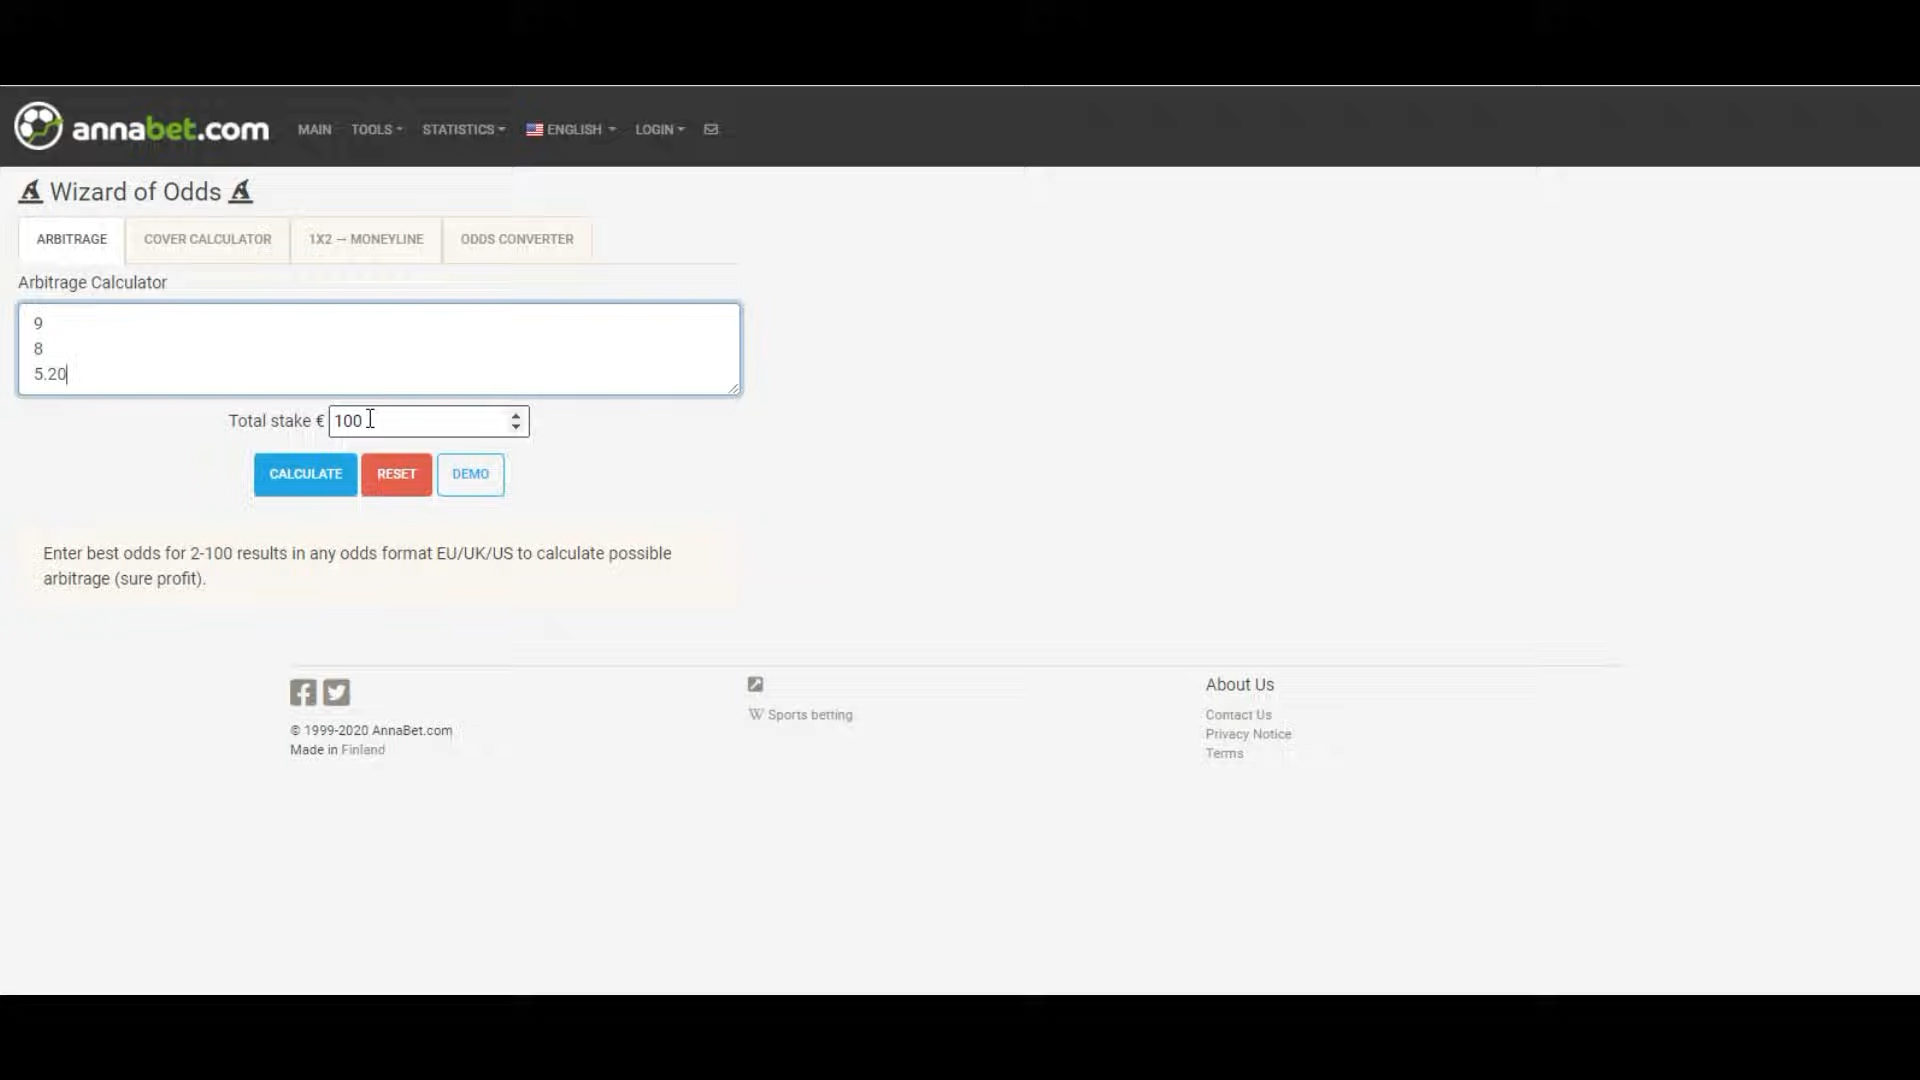 annabet.com MAIN TOOLS STATISTICS ENGLISH LOGIN
Wizard of Odds
ARBITRAGE COVER CALCULATOR 1X2 → MONEYLINE ODDS CONVERTER
Arbitrage Calculator
9
8
5.20
Total stake € 100
CALCULATE RESET DEMO
Enter best odds for 2-100 results in any odds format EU/UK/US to calculate possible
arbitrage (sure profit).
About Us
W Sports betting
Contact Us
© 1999-2020 AnnaBet.com
Privacy Notice
Made in Finland
Terms